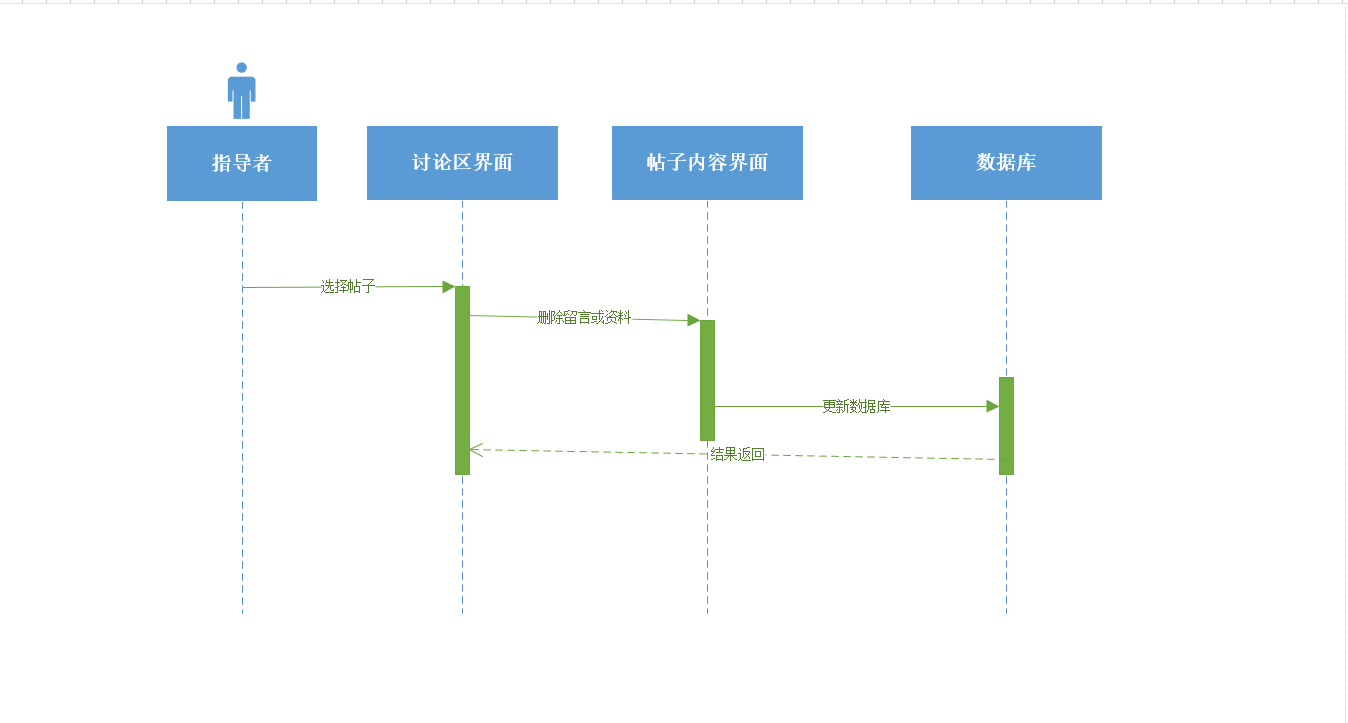 指导者
讨论区界面
帖子内容界面
数据库
选择帖子
删除留言或资料
更新数据库
结果返回